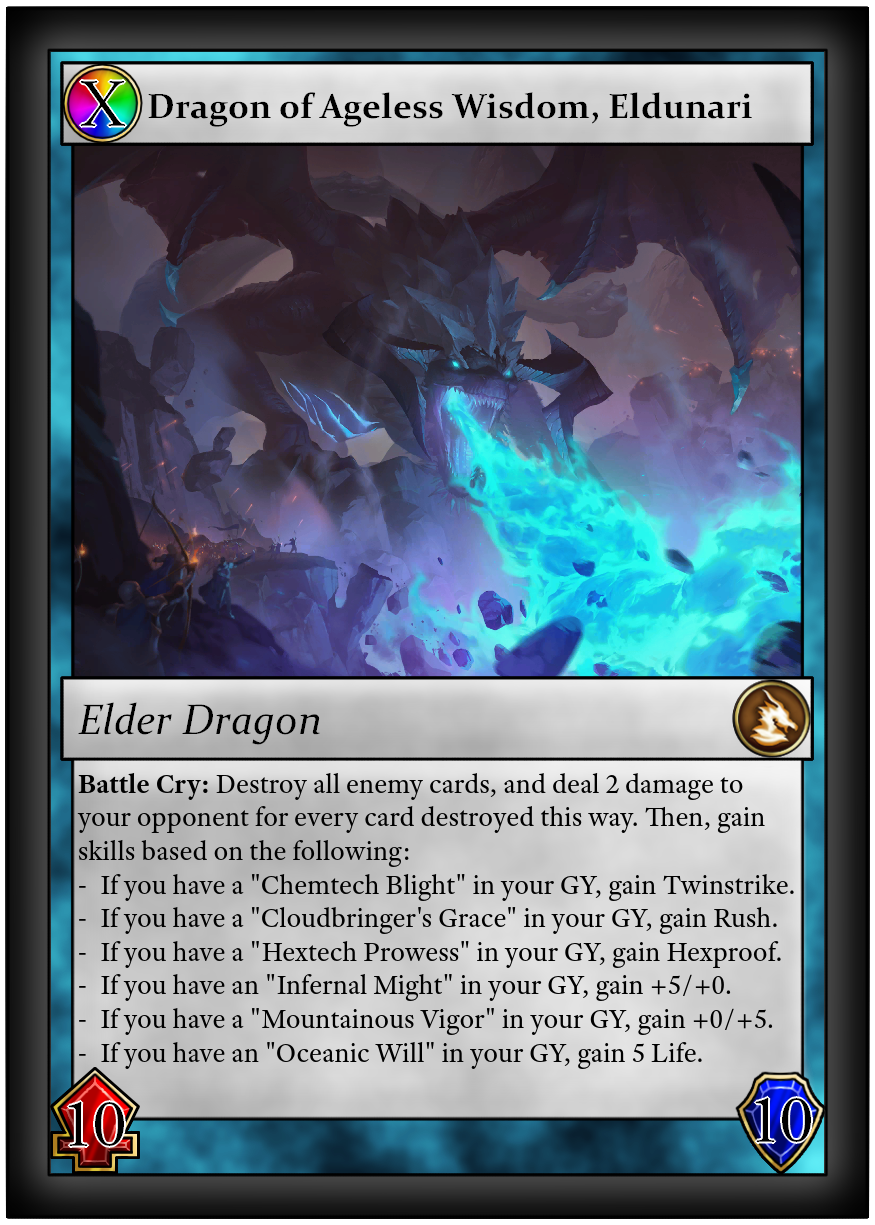 X Dragon of Ageless Wisdom, Eldunari
Elder Dragon
Battle Cry: Destroy all enemy cards, and deal 2 damage to
your opponent for every card destroyed this way. Then, gain
skills based on the following:
- If you have a "Chemtech Blight" in your GY, gain Twinstrike.
- If you have a "Cloudbringer's Grace" in your GY, gain Rush.
- If you have a "Hextech Prowess" in your GY, gain Hexproof.
- If you have an "Infernal Might" in your GY, gain +5/+0.
- If you have a "Mountainous Vigor" in your GY, gain +0/+5.
- If you have an "Oceanic Will" in your GY, gain 5 Life.
10 10